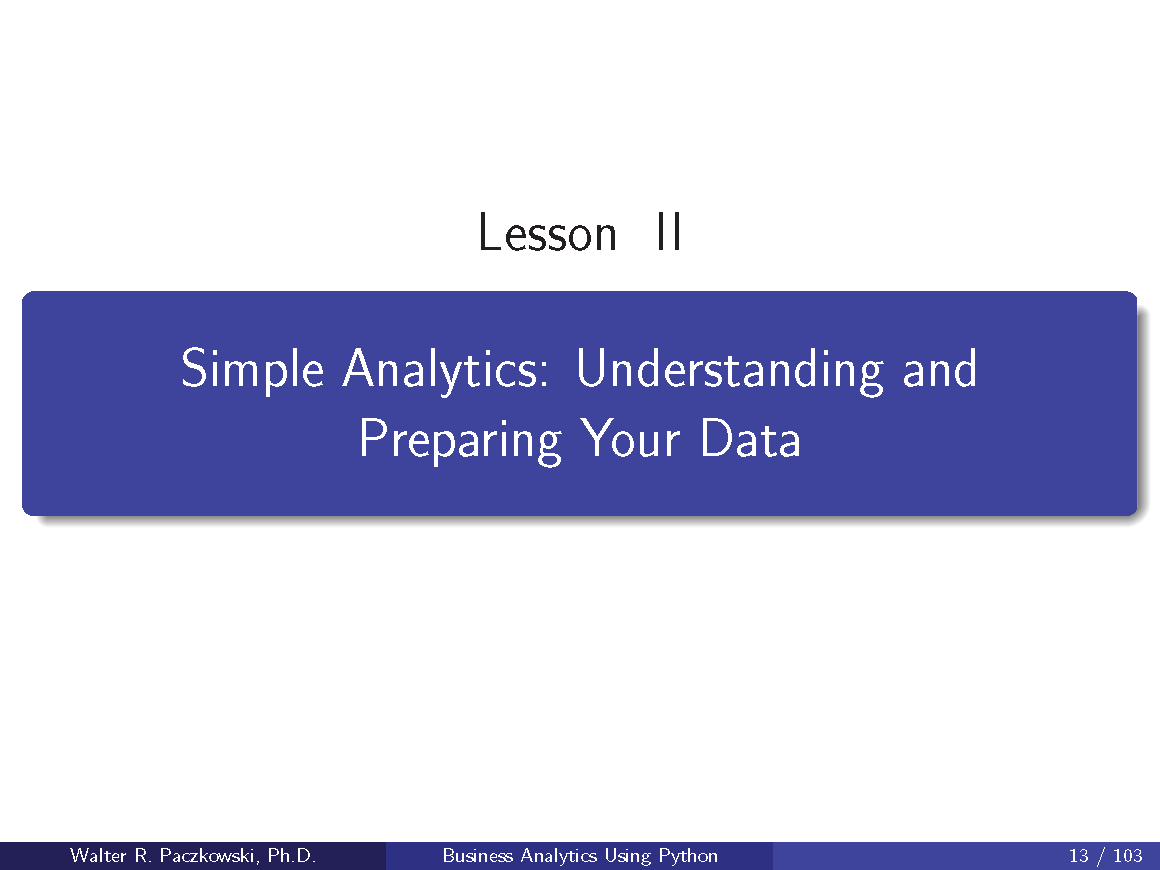 Lesson II
Simple Analytics: Understanding and
Preparing Your Data
Walter R. Paczkowski, Ph.D.
Business Analytics Using Python
13 / 103